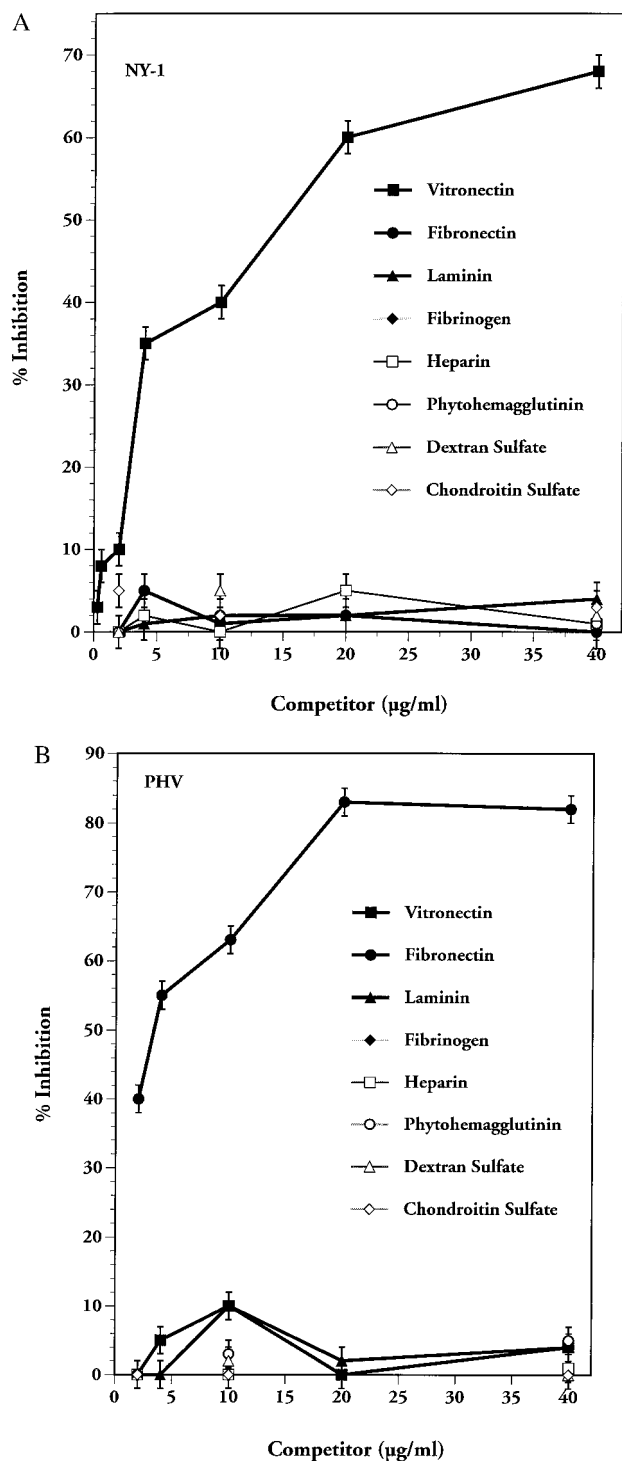 A
NY-1
70
60
50
40
30
20
10
0
% Inhibition
Vitronectin
Fibronectin
Laminin
Fibrinogen
Heparin
Phytohemagglutinin
Dextran Sulfate
Chondroitin Sulfate
0 5 10 15 20 25 30 35 40
Competitor (μg/ml)
B
PHV
90
80
70
60
50
40
30
20
10
0
% Inhibition
Vitronectin
Fibronectin
Laminin
Fibrinogen
Heparin
Phytohemagglutinin
Dextran Sulfate
Chondroitin Sulfate
0 5 10 15 20 25 30 35 40
Competitor (μg/ml)